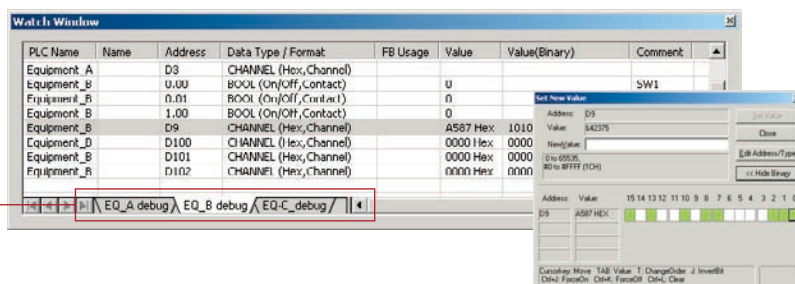 Watch Window
PLC Name Name Address Data Type / Format FB Usage Value Value(Binary) Comment
Equipment_A D3 CHANNEL (Hex,Channel)
Equipment_B 0.00 BOOL (On/Off,Contact) 0 SW1
Equipment_B 0.01 BOOL (On/Off,Contact) 0
Equipment_B 1.00 BOOL (On/Off,Contact) 0
Equipment_B D9 CHANNEL (Hex,Channel) A587 Hex 1010
Equipment_B D100 CHANNEL (Hex,Channel) 0000 Hex 0000
Equipment_B D101 CHANNEL (Hex,Channel) 0000 Hex 0000
Equipment_B D102 CHANNEL (Hex,Channel) 0000 Hex 0000
EQ_A debug EQ_B debug EQ-C_debug
Set New Value
Address: D9 Set Value
Value: &42375 Close
New Value: Edit Address/Type
0 to 65535,
#0 to #FFFF (1CH) << Hide Binary
Address Value 15 14 13 12 11 10 9 8 7 6 5 4 3 2 1 0
D9 A587 HEX
Cursorkey: Move TAB: Value T: ChangeOrder J: InvertBit
Ctrl+J: ForceOn Ctrl+K: ForceOff Ctrl+L: Clear